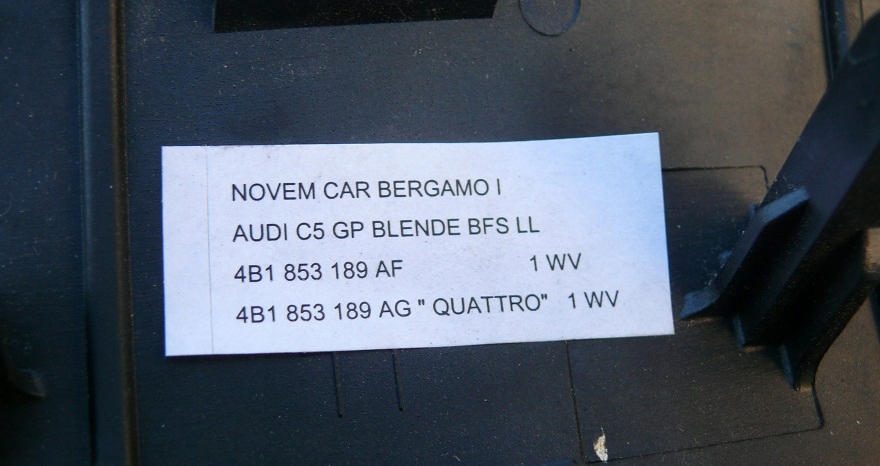 NOVEM CAR BERGAMO I
AUDI C5 GP BLENDE BFS LL
4B1 853 189 AF 1 WV
4B1 853 189 AG " QUATTRO" 1 WV